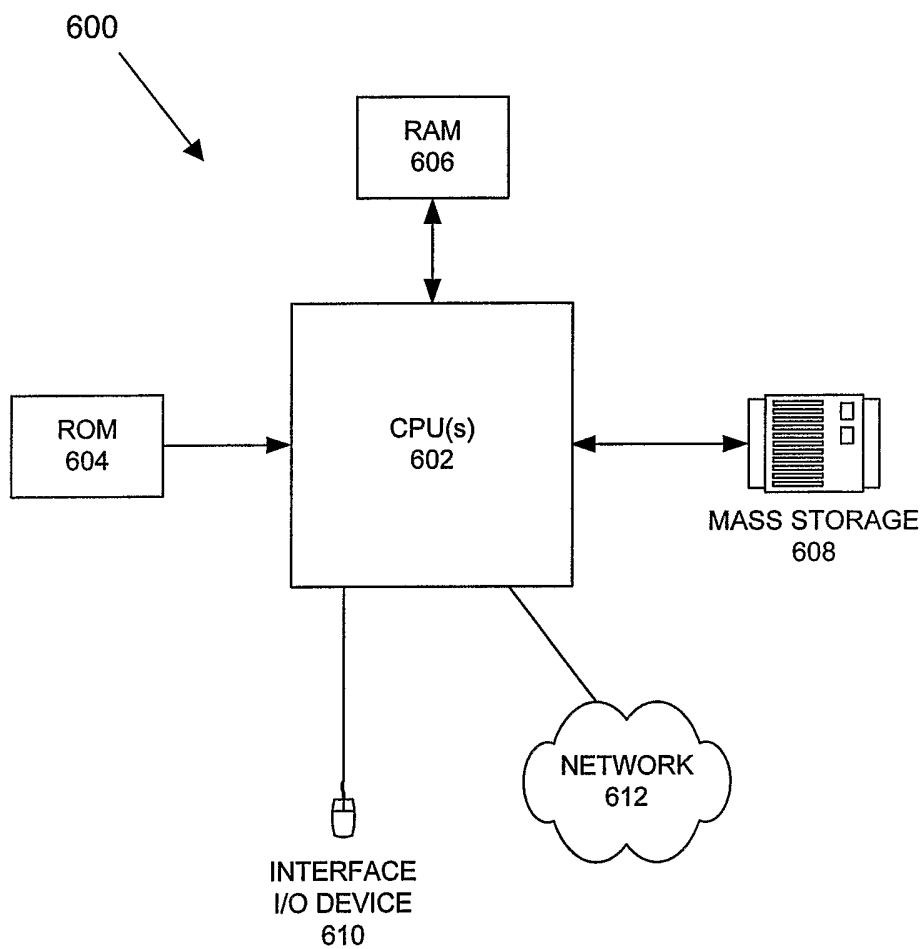 600
RAM
606
ROM
604
CPU(s)
602
MASS STORAGE
608
NETWORK
612
INTERFACE
I/O DEVICE
610